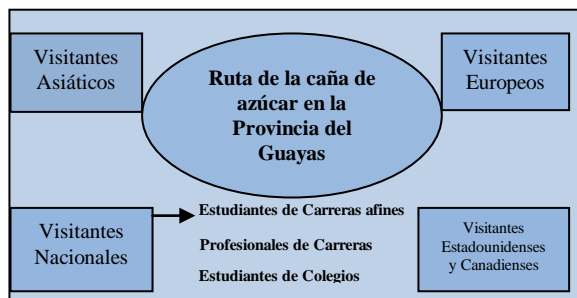 Visitantes
Asiáticos
Ruta de la caña de
azúcar en la
Provincia del
Guayas
Visitantes
Europeos
Visitantes
Nacionales
Estudiantes de Carreras afines
Profesionales de Carreras
Estudiantes de Colegios
Visitantes
Estadounidenses
y Canadienses